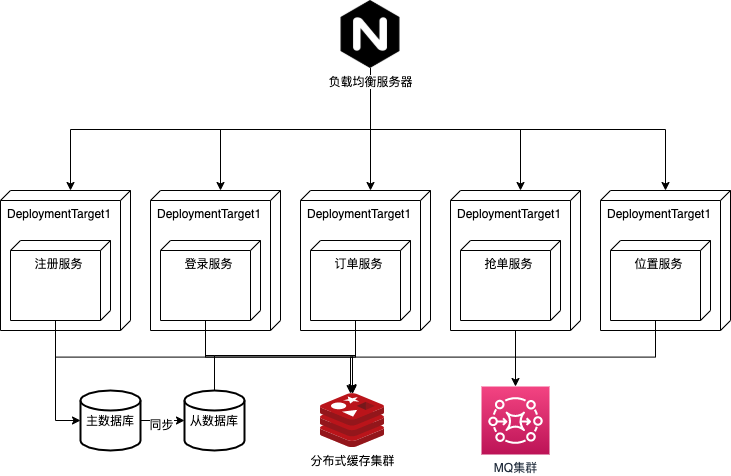 N
负载均衡服务器
DeploymentTarget1
DeploymentTarget1
DeploymentTarget1
DeploymentTarget1
DeploymentTarget1
注册服务
登录服务
订单服务
抢单服务
位置服务
主数据库
同步
从数据库
分布式缓存集群
MQ集群